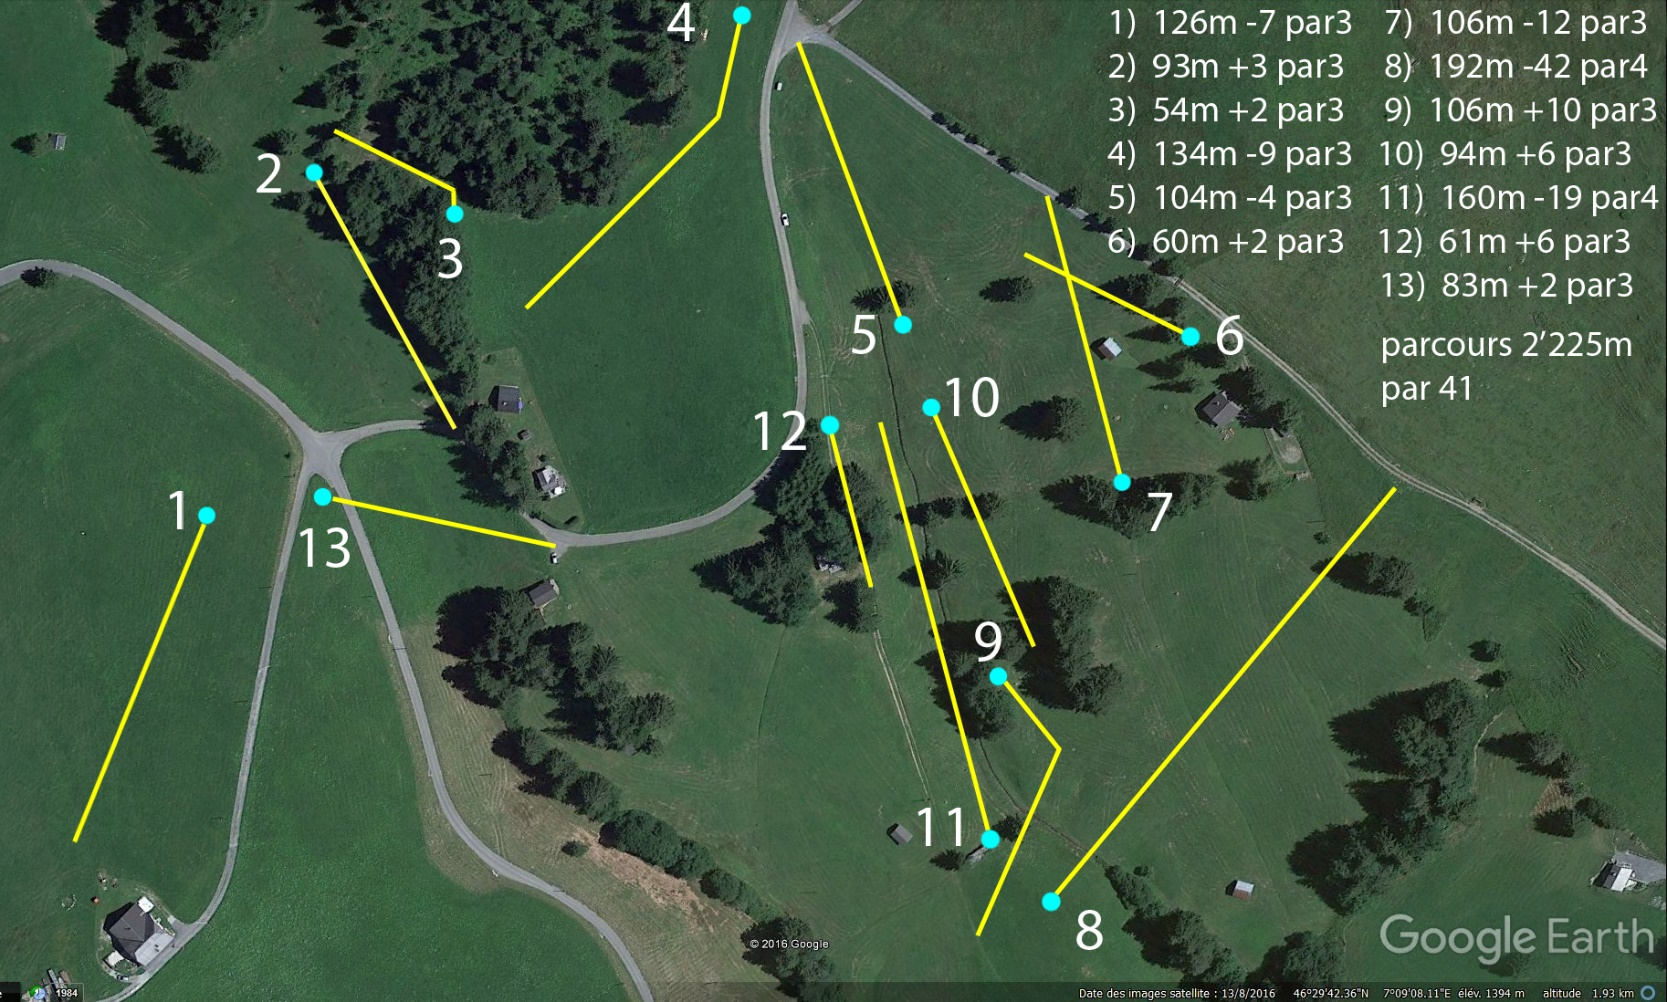 1) 126m -7 par3
2) 93m +3 par3
3) 54m +2 par3
4) 134m -9 par3
5) 104m -4 par3
6) 60m +2 par3
7) 106m -12 par3
8) 192m -42 par4
9) 106m +10 par3
10) 94m +6 par3
11) 160m -19 par4
12) 61m +6 par3
13) 83m +2 par3
parcours 2'225m
par 41
4
2
3
5
6
10
12
1
13
7
9
11
8
© 2016 Google
Google Earth
1984
Date des images satellite : 13/8/2016 46°29'42.36"N 7°09'08.11"E élév. 1394 m altitude 1.93 km